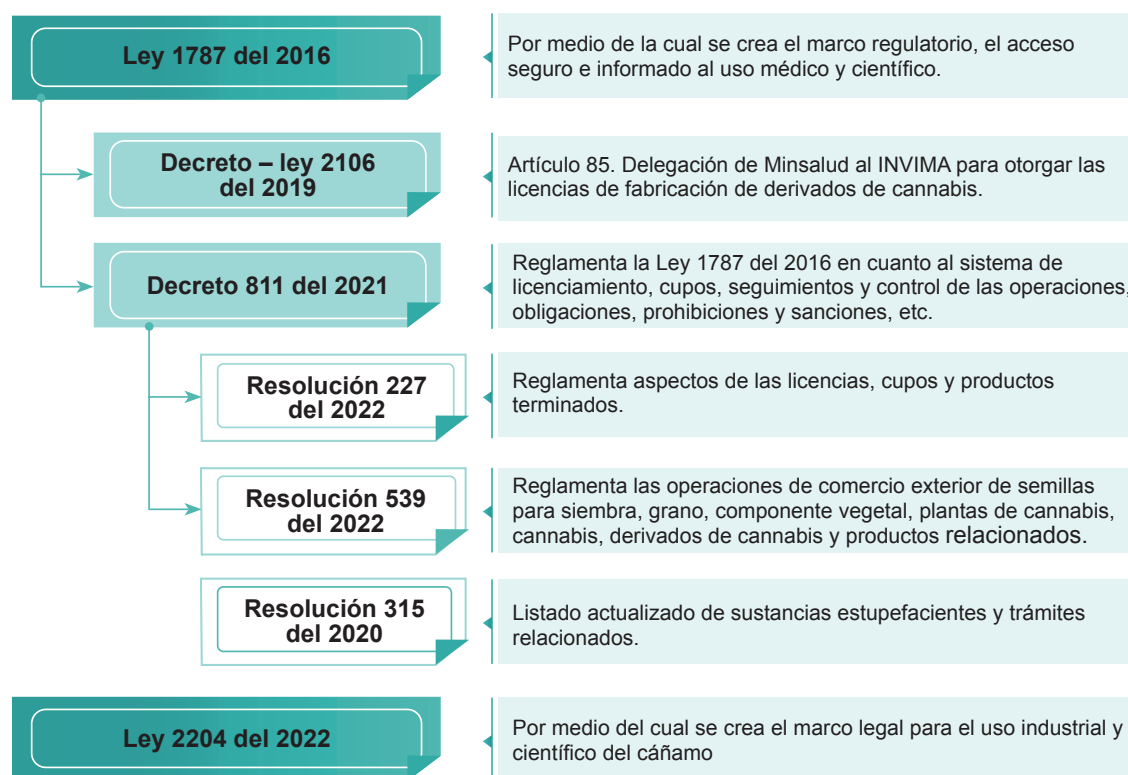 Ley 1787 del 2016
Por medio de la cual se crea el marco regulatorio, el acceso
seguro e informado al uso médico y científico.
Decreto – ley 2106
del 2019
Artículo 85. Delegación de Minsalud al INVIMA para otorgar las
licencias de fabricación de derivados de cannabis.
Decreto 811 del 2021
Reglamenta la Ley 1787 del 2016 en cuanto al sistema de
licenciamiento, cupos, seguimientos y control de las operaciones,
obligaciones, prohibiciones y sanciones, etc.
Resolución 227
del 2022
Reglamenta aspectos de las licencias, cupos y productos
terminados.
Resolución 539
del 2022
Reglamenta las operaciones de comercio exterior de semillas
para siembra, grano, componente vegetal, plantas de cannabis,
cannabis, derivados de cannabis y productos relacionados.
Resolución 315
del 2020
Listado actualizado de sustancias estupefacientes y trámites
relacionados.
Ley 2204 del 2022
Por medio del cual se crea el marco legal para el uso industrial y
científico del cáñamo